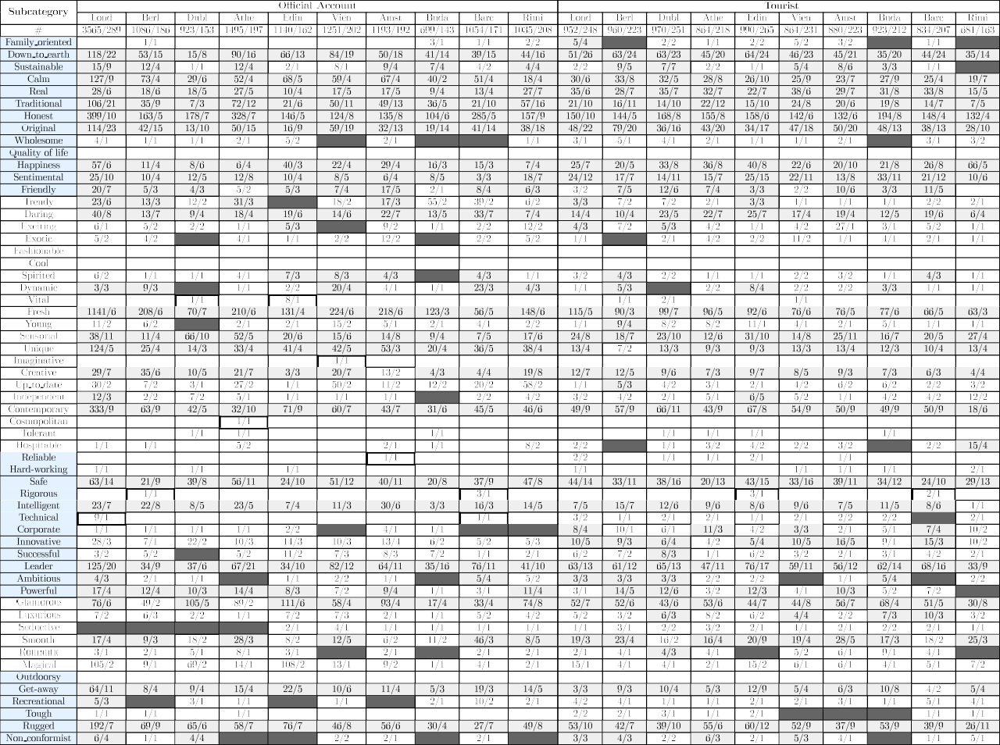 Subcategory Official Account Tourist
Lond Berl Dubl Athe Edin Vien Amst Buda Barc Rimi Lond Berl Dubl Athe Edin Vien Amst Buda Barc Rimi
# 3565/289 1086/186 923/153 1495/197 1140/162 1251/202 1193/192 699/143 1054/171 1035/208 952/248 960/223 970/251 864/218 990/265 864/231 880/223 923/212 834/207 681/163
Family_oriented 1/1 3/1 1/1 2/2 5/4 2/2 1/1 2/2 5/2 3/2 1/1
Down_to_earth 118/22 53/15 15/8 90/16 66/13 84/19 50/18 41/14 39/15 44/16 51/26 63/24 63/23 45/20 64/24 46/23 45/21 35/20 44/24 35/14
Sustainable 15/9 12/4 1/1 12/4 2/1 8/1 9/4 7/4 4/2 4/4 2/2 9/5 7/7 2/2 1/1 5/4 8/6 3/3 1/1
Calm 127/9 73/4 29/6 52/4 68/5 59/4 67/4 40/2 51/4 18/4 30/6 33/8 32/5 28/8 26/10 25/9 23/7 27/9 25/4 19/7
Real 28/6 18/6 18/5 27/5 10/4 17/5 17/5 9/4 13/4 27/7 35/6 28/7 35/7 32/7 22/7 38/6 29/7 31/8 33/8 15/5
Traditional 106/21 35/9 7/3 72/12 21/6 50/11 49/13 36/5 21/10 57/16 21/10 16/11 14/10 22/12 15/10 24/8 20/6 19/8 14/7 7/5
Honest 399/10 163/5 178/7 328/7 146/5 124/8 135/8 104/6 285/5 157/9 150/10 144/5 168/8 155/8 158/6 142/6 132/6 194/8 148/4 132/4
Original 114/23 42/15 13/10 50/15 16/9 59/19 32/13 19/14 41/14 38/18 48/22 79/20 36/16 43/20 34/17 47/18 50/20 48/13 38/13 28/10
Wholesome 4/1 1/1 1/1 2/1 5/2 2/1 1/1 3/1 5/1 4/1 2/1 1/1 1/1 2/1 3/1 3/2
Quality of life
Happiness 57/6 11/4 8/6 6/4 40/3 22/4 29/4 16/3 15/3 7/4 25/7 20/5 33/8 36/8 40/8 22/6 20/10 21/8 26/8 66/5
Sentimental 25/10 10/4 12/5 12/8 10/4 8/5 6/4 8/5 3/3 18/7 24/12 17/7 14/11 15/7 25/15 22/11 13/8 33/11 21/12 10/6
Friendly 20/7 5/3 4/3 5/2 5/3 7/4 17/5 2/1 8/4 6/3 3/2 7/5 12/6 7/4 3/3 2/2 10/6 3/3 11/5
Trendy 23/6 13/3 12/2 31/3 18/2 17/3 55/2 39/2 6/2 3/3 7/2 7/2 2/1 3/3 1/1 1/1 1/1 2/2 2/1
Daring 40/8 13/7 9/4 18/4 19/6 14/6 22/7 13/5 33/7 7/4 14/4 10/4 23/5 22/7 25/7 17/4 19/4 12/5 19/6 6/4
Exciting 6/1 5/2 2/2 1/1 5/3 9/2 1/1 2/2 12/2 4/3 7/2 5/3 4/2 1/1 4/2 27/1 3/1 5/2 1/1
Exotic 5/2 4/2 4/1 1/1 2/2 12/2 2/2 5/2 1/1 2/1 4/2 2/2 11/2 1/1 4/1 2/1 1/1
Fashionable
Cool
Spirited 6/2 1/1 1/1 4/1 7/3 8/3 4/3 4/3 1/1 3/2 4/3 2/2 1/1 1/1 2/2 3/2 1/1 4/3 1/1
Dynamic 3/3 9/3 1/1 2/2 20/4 4/1 1/1 23/3 4/3 1/1 5/3 2/2 8/4 2/2 2/2 3/3 1/1 1/1
Vital 1/1 8/1 1/1 2/1 1/1
Fresh 1141/6 208/6 70/7 210/6 131/4 224/6 218/6 123/3 56/5 148/6 115/5 90/3 99/7 96/5 92/6 76/6 76/5 77/6 66/5 63/3
Young 11/2 6/2 2/1 2/1 15/2 5/1 2/1 4/1 2/2 1/1 9/4 8/2 8/2 11/1 4/1 2/1 5/1 1/1 1/1
Sensorial 38/11 11/4 66/10 52/5 20/6 15/6 14/8 9/4 7/5 17/6 24/8 18/7 23/10 12/6 31/10 14/8 25/11 16/7 20/5 27/4
Unique 124/5 25/4 14/3 33/4 41/4 42/5 53/3 20/4 36/5 38/4 13/4 7/2 13/3 9/3 9/3 13/3 13/4 12/3 10/4 13/4
Imaginative 1/1
Creative 29/7 35/6 10/5 21/7 3/3 20/7 13/2 4/3 4/4 19/8 12/7 12/5 9/6 7/3 9/7 8/5 9/3 7/3 6/3 4/4
Up_to_date 30/2 7/2 3/1 27/2 1/1 50/2 11/2 12/2 20/2 58/2 1/1 5/3 4/2 3/1 2/1 4/2 6/2 6/2 2/2 3/2
Independent 12/3 2/2 7/2 5/1 1/1 1/1 1/1 2/2 4/2 3/2 4/2 2/1 5/1 6/5 5/2 1/1 4/2 4/2 12/2
Contemporary 333/9 63/9 42/5 32/10 71/9 60/7 43/7 31/6 45/5 46/6 49/9 57/9 66/11 43/9 67/8 54/9 50/9 49/9 50/9 18/6
Cosmopolitan 1/1
Tolerant 1/1 1/1 1/1 1/1 1/1 1/1 1/1
Hospitable 1/1 1/1 5/2 2/1 1/1 8/2 2/2 1/1 3/2 4/2 2/2 3/2 2/2 15/4
Reliable 1/1 2/2 1/1 1/1 2/1 1/1
Hard-working 1/1 1/1 1/1 1/1 1/1 1/1 1/1 2/1
Safe 63/14 21/9 39/8 56/11 24/10 51/12 40/11 20/8 37/9 47/8 44/14 33/11 38/16 20/13 43/15 33/16 39/11 34/12 24/10 29/13
Rigorous 1/1 3/1 3/1 2/1
Intelligent 23/7 22/8 8/5 23/5 7/4 11/3 30/6 3/3 16/3 14/5 7/5 15/7 12/6 9/6 8/6 9/6 7/5 11/5 8/6 1/1
Technical 9/1 1/1 3/2 1/1 2/1 2/1 1/1 2/1 2/2 2/2 2/1
Corporate 1/1 1/1 1/1 1/1 2/2 4/1 1/1 8/4 10/1 6/1 11/3 4/2 3/3 2/1 5/1 7/4 10/2
Innovative 28/3 7/1 22/2 10/3 14/3 10/3 13/4 6/2 5/2 5/3 10/5 9/3 6/4 4/2 5/4 10/5 16/5 9/1 15/3 10/2
Successful 3/2 5/2 5/2 11/2 7/3 8/3 7/2 1/1 2/1 6/2 7/2 8/3 1/1 6/2 3/2 2/1 3/1 4/2 2/1
Leader 125/20 34/9 37/6 67/21 34/10 82/12 64/11 35/16 76/11 41/10 63/13 61/12 65/13 47/11 76/17 59/11 56/12 62/14 68/16 33/9
Ambitious 4/3 2/1 1/1 1/1 2/2 1/1 5/4 5/2 3/3 3/3 3/3 2/2 2/2 1/1 5/4 2/2
Powerful 17/4 12/4 10/3 14/4 8/3 7/2 9/4 1/1 3/1 11/4 3/1 14/5 12/6 3/2 12/3 4/1 10/3 5/2 7/2
Glamorous 76/6 49/2 105/5 89/2 111/6 58/4 93/4 17/4 33/4 74/8 52/7 52/6 43/6 53/6 44/7 44/8 56/7 68/4 51/5 30/8
Luxurious 7/2 6/3 2/2 1/1 7/2 7/3 2/1 1/1 5/2 4/2 5/2 3/2 6/3 8/2 6/2 4/4 2/2 7/3 10/3 3/2
Seductive 2/1 4/1 1/1 1/1 1/1 1/1 1/1 3/1 2/2 3/2 2/1 1/1 2/2 2/2 2/1 1/1
Smooth 17/4 9/3 18/2 28/3 8/2 12/5 6/2 11/2 46/3 8/5 19/3 23/4 16/2 16/4 20/9 19/4 28/5 17/3 18/2 25/3
Romantic 3/1 2/1 5/1 8/1 3/1 2/1 2/1 2/1 2/1 4/1 4/3 4/1 5/2 6/1 9/1 4/1
Magical 105/2 9/1 69/2 14/1 108/2 13/1 9/2 1/1 4/1 2/1 15/1 4/1 4/1 2/1 15/2 6/1 6/1 4/1 5/1 7/2
Outdoorsy
Get-away 64/11 8/4 9/4 15/4 22/5 10/6 11/4 5/3 19/3 14/5 3/3 9/3 10/4 5/3 12/9 5/4 6/3 10/8 4/2 5/4
Recreational 5/3 3/1 1/1 1/1 2/1 10/2 2/1 4/2 4/1 1/1 1/1 1/1 2/1 3/1 1/1 5/1 4/1
Tough 1/1 1/1 1/1 2/2 2/1 3/1 1/1 2/1 1/1 1/1
Rugged 192/7 69/9 65/6 58/7 76/7 46/8 56/6 30/4 27/7 49/8 53/10 42/7 39/10 55/6 60/12 52/9 37/9 53/9 39/9 26/11
Non_conformist 6/4 1/1 4/4 2/2 2/1 2/1 3/3 4/3 2/2 6/3 2/1 5/3 4/1 1/1 5/1